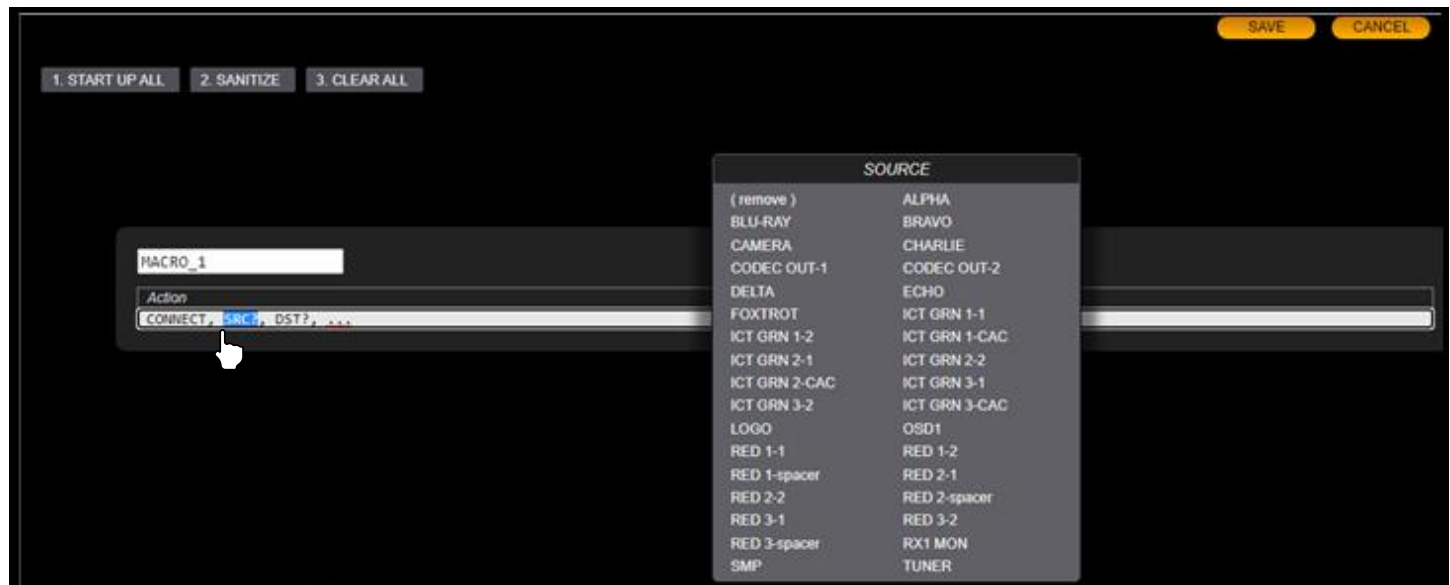 SAVE CANCEL
1. START UP ALL 2. SANITIZE 3. CLEAR ALL
SOURCE
( remove ) ALPHA
BLU-RAY BRAVO
CAMERA CHARLIE
CODEC OUT-1 CODEC OUT-2
DELTA ECHO
FOXTROT ICT GRN 1-1
ICT GRN 1-2 ICT GRN 1-CAC
ICT GRN 2-1 ICT GRN 2-2
ICT GRN 2-CAC ICT GRN 3-1
ICT GRN 3-2 ICT GRN 3-CAC
LOGO OSD1
RED 1-1 RED 1-2
RED 1-spacer RED 2-1
RED 2-2 RED 2-spacer
RED 3-1 RED 3-2
RED 3-spacer RX1 MON
SMP TUNER
MACRO_1
Action
CONNECT, SRC?, DST?, ...